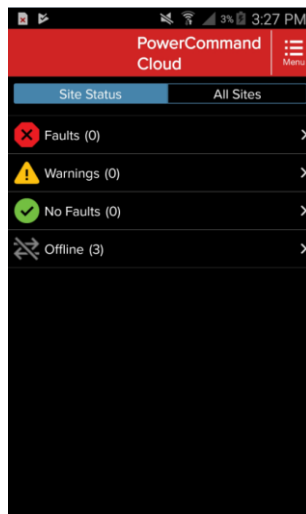 3% 3:27 PM
PowerCommand
Cloud
Menu
Site Status All Sites
Faults (0)
Warnings (0)
No Faults (0)
Offline (3)